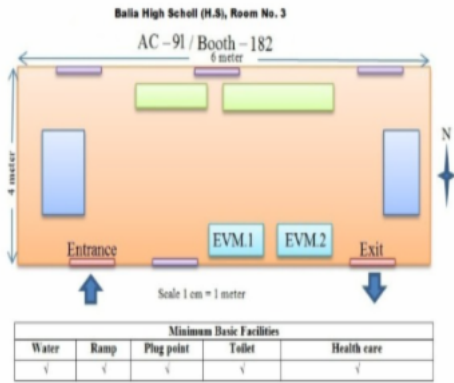 Balia High Scholl (H.S), Room No. 3
AC -91 / Booth -182
6 meter
4 meter
N
EVM.1 EVM.2
Entrance Exit
Scale 1 cm = 1 meter
Minimum Basic Facilities
Water Ramp Plug point Toilet Health care
√ √ √ √ √